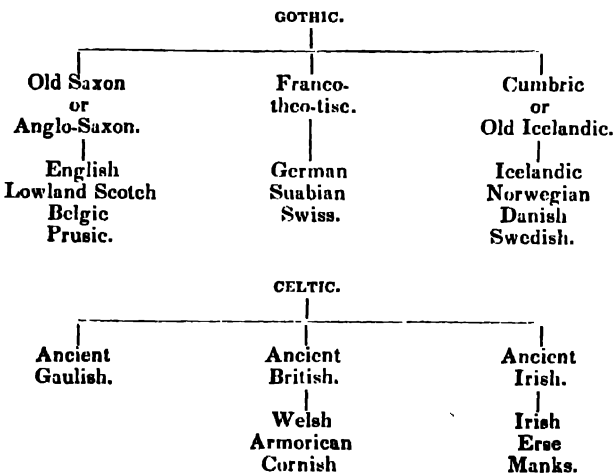 GOTHIC.
Old Saxon
or
Anglo-Saxon.
English
Lowland Scotch
Belgic
Prusic.
Franco-
theo-tisc.
German
Suabian
Swiss.
Cumbric
or
Old Icelandic.
Icelandic
Norwegian
Danish
Swedish.
CELTIC.
Ancient
Gaulish.
Ancient
British.
Welsh
Armorican
Cornish
Ancient
Irish.
Irish
Erse
Manks.